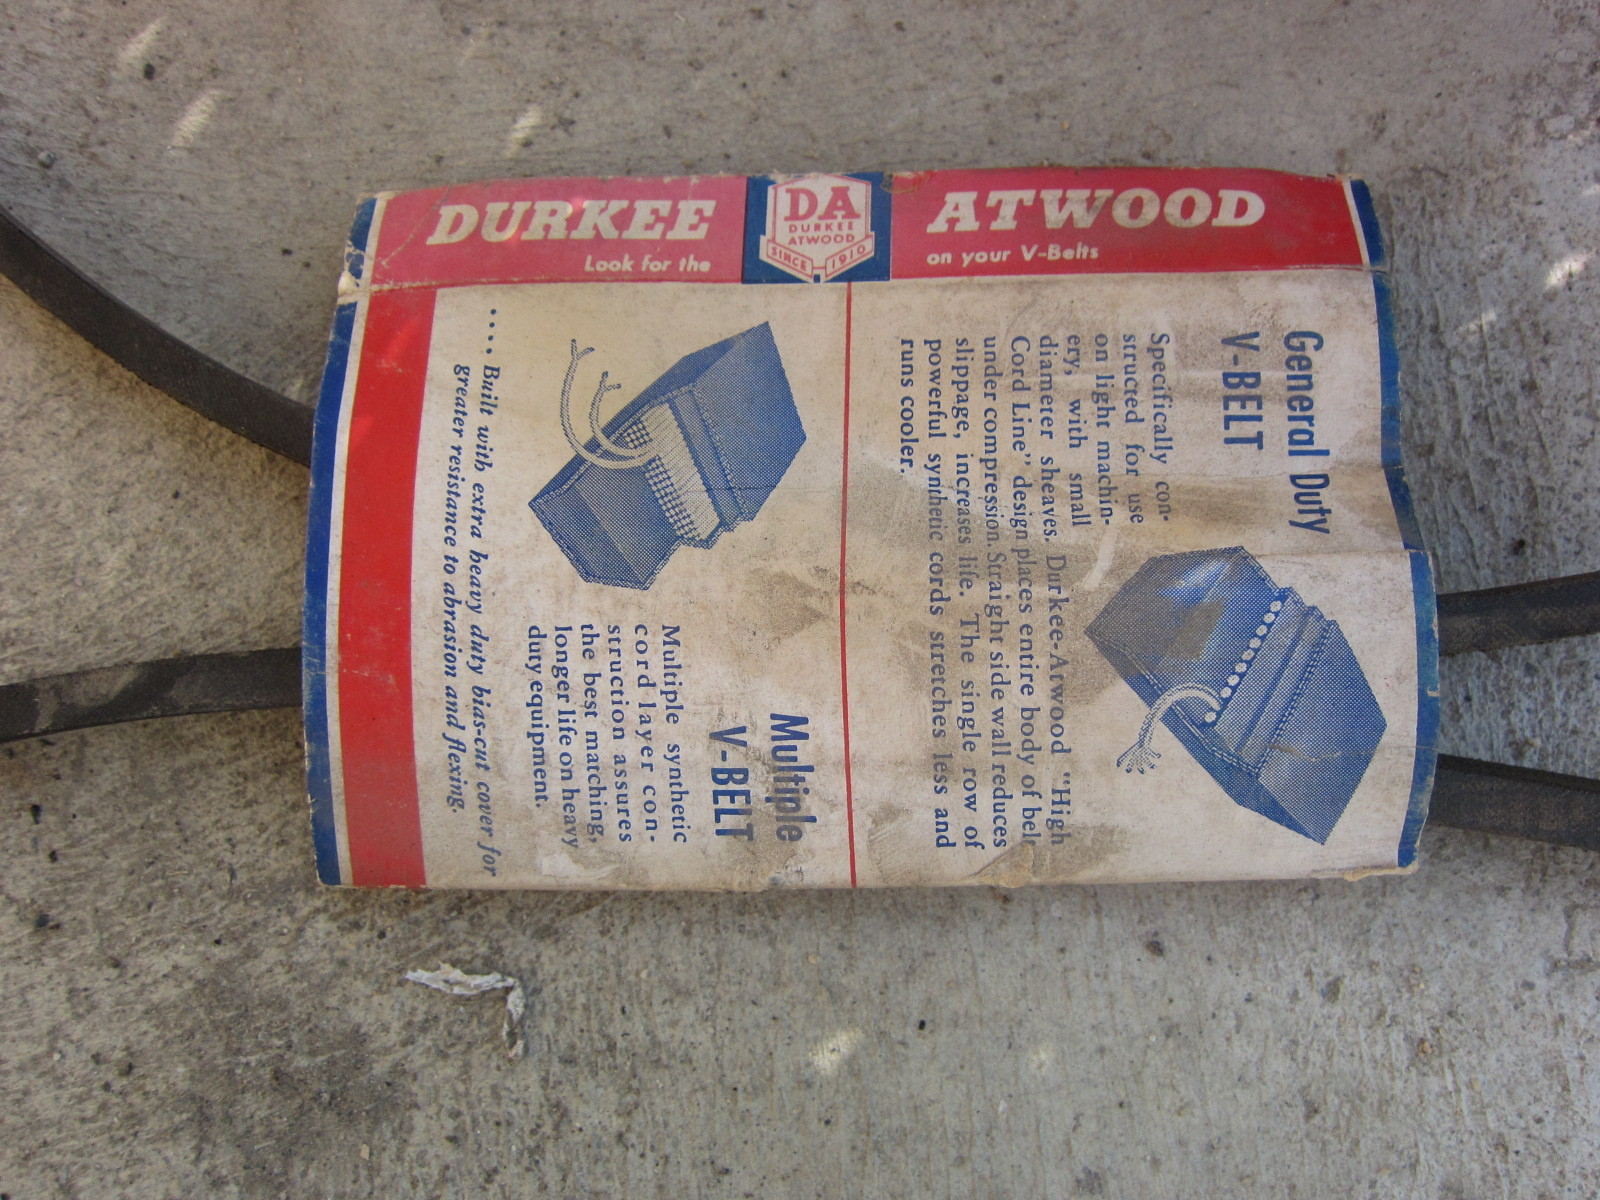 DURKEE
Look for the
DA
DURKEE
ATWOOD
SINCE 1910
ATWOOD
on your V-Belts
General Duty
V-BELT
Specifically con-
structed for use
on light machin-
ery, with small
diameter sheaves. Durkee-Atwood "High
Cord Line" design places entire body of belt
under compression. Straight side wall reduces
slippage, increases life. The single row of
powerful synthetic cords stretches less and
runs cooler.
Multiple
V-BELT
Multiple synthetic
cord layer con-
struction assures
the best matching,
longer life on heavy
duty equipment.
.... Built with extra heavy duty bias-cut cover for
greater resistance to abrasion and flexing.